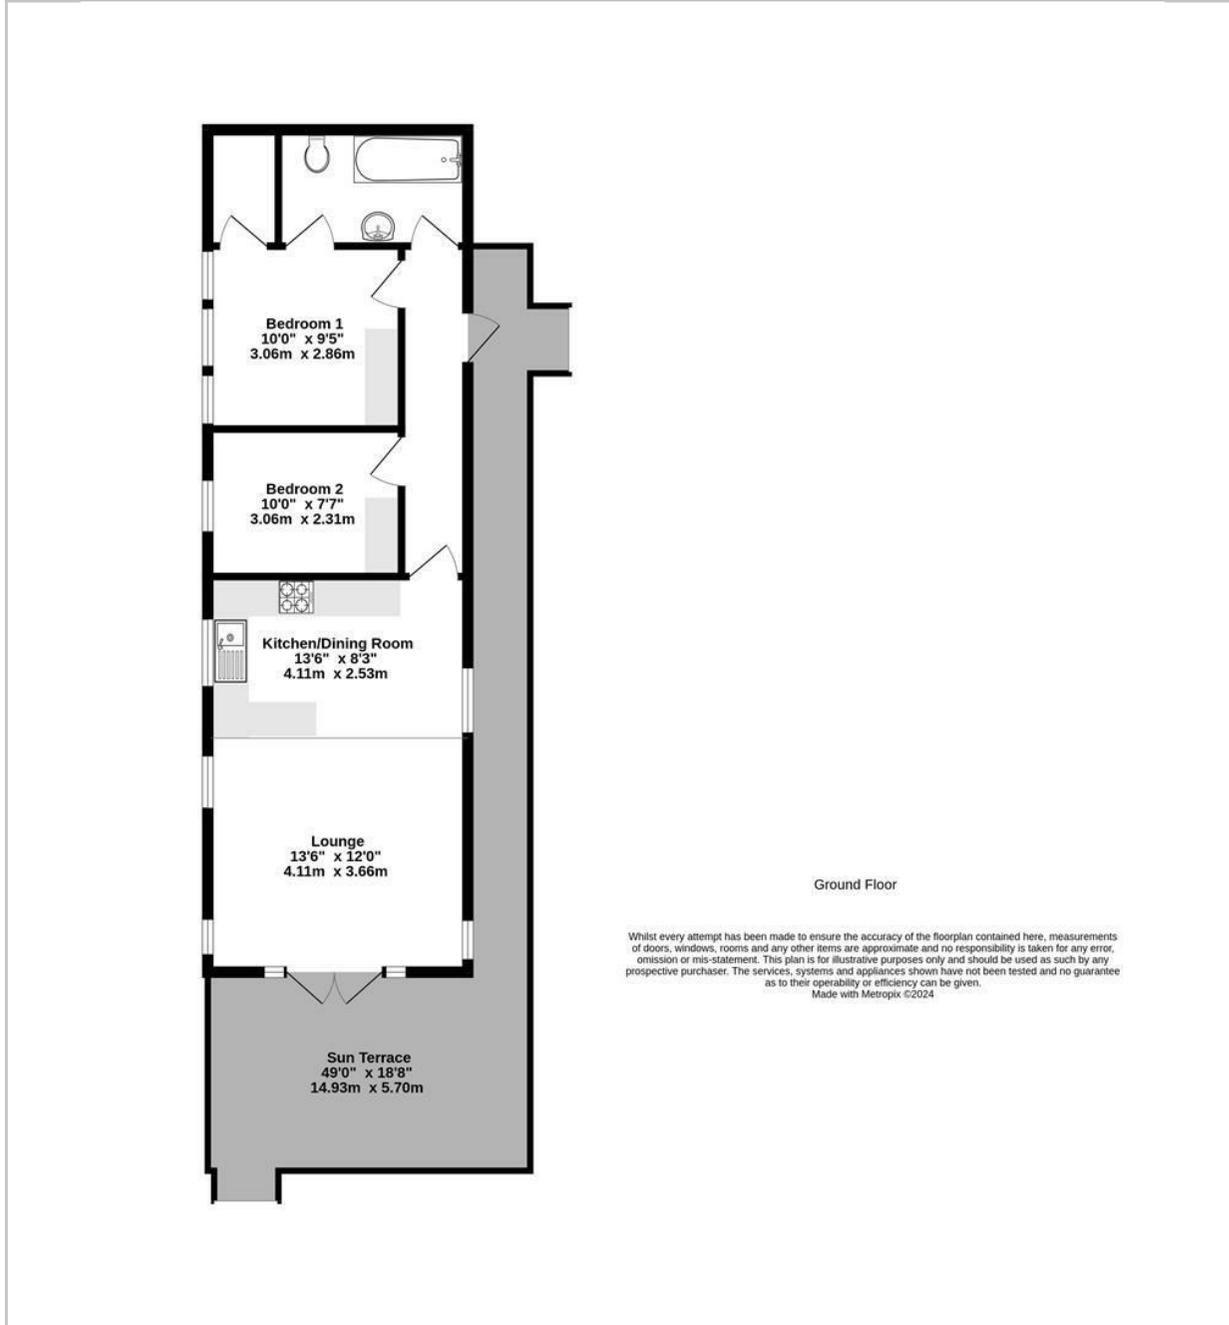 Bedroom 1
10'0" x 9'5"
3.06m x 2.86m
Bedroom 2
10'0" x 7'7"
3.06m x 2.31m
Kitchen/Dining Room
13'6" x 8'3"
4.11m x 2.53m
Lounge
13'6" x 12'0"
4.11m x 3.66m
Sun Terrace
49'0" x 18'8"
14.93m x 5.70m
Ground Floor
Whilst every attempt has been made to ensure the accuracy of the floorplan contained here, measurements
of doors, windows, rooms and any other items are approximate and no responsibility is taken for any error,
omission or mis-statement. This plan is for illustrative purposes only and should be used as such by any
prospective purchaser. The services, systems and appliances shown have not been tested and no guarantee
as to their operability or efficiency can be given.
Made with Metropix ©2024